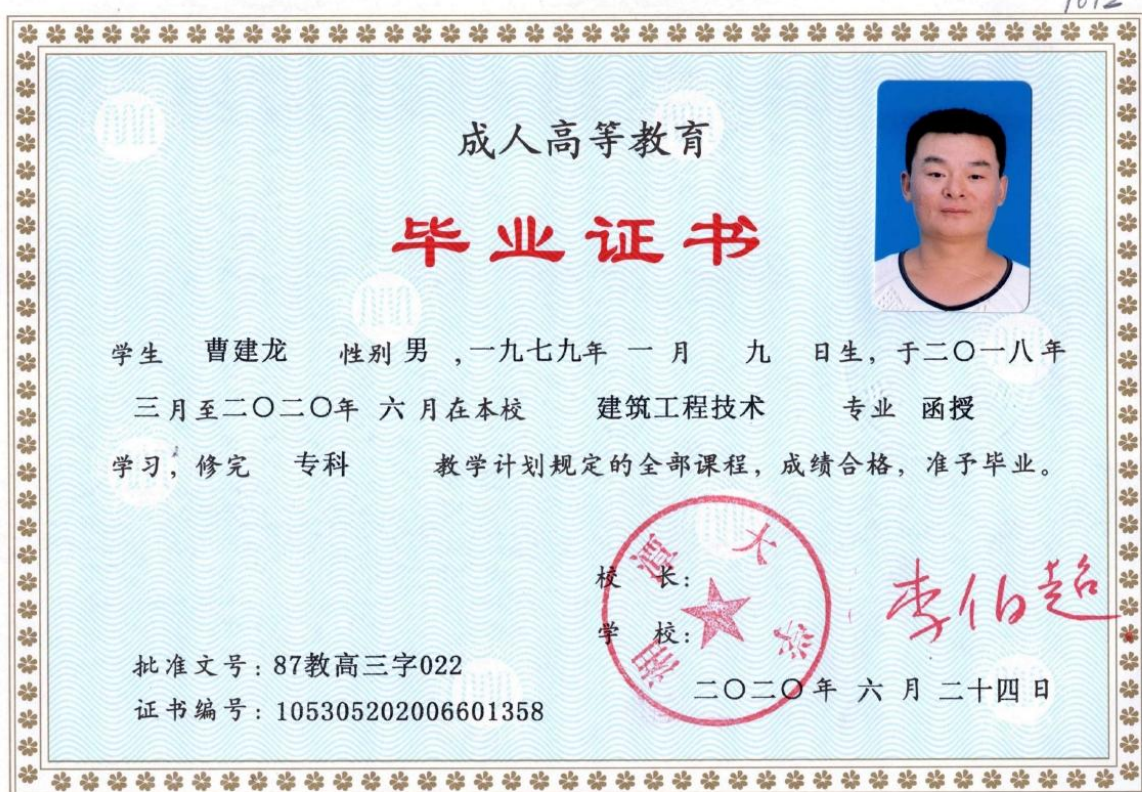 1012
成人高等教育
毕业证书
学生 曹建龙 性别 男 ,一九七九年 一 月 九 日生, 于二〇一八年
三月至二〇二〇年 六 月在本校 建筑工程技术 专业 函授
学习, 修完 专科 教学计划规定的全部课程, 成绩合格, 准予毕业。
湘潭大学
校 长: 李伯超
学 校:
批准文号: 87教高三字022
二〇二〇年 六 月 二十四日
证书编号: 105305202006601358